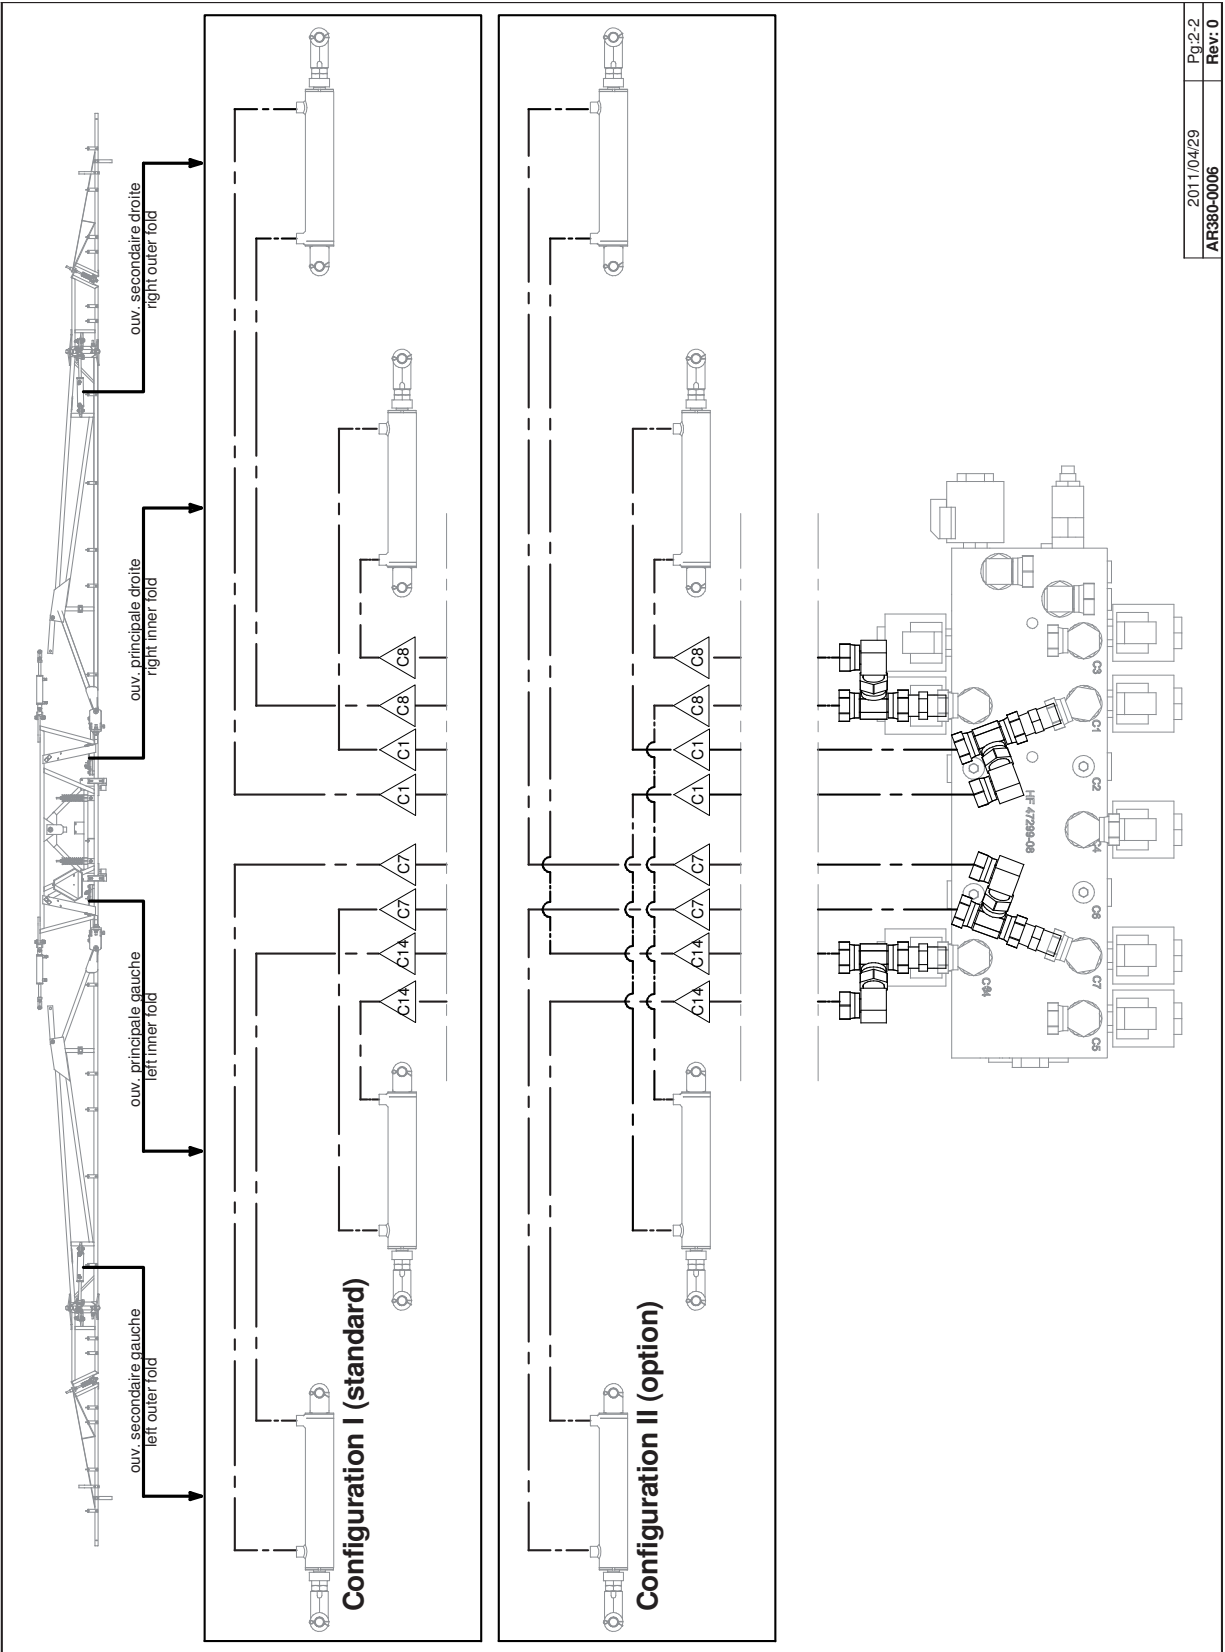 ouv. secondaire gauche
left outer fold
ouv. principale gauche
left inner fold
ouv. principale droite
right inner fold
ouv. secondaire droite
right outer fold
Configuration I (standard)
C14
C14
C7
C7
C1
C1
C8
C8
Configuration II (option)
C14
C14
C7
C7
C1
C1
C8
C8
C5
C7
C6
C4
C2
C1
C3
HF 47299-08
2011/04/29
Pg:2-2
AR380-0006
Rev: 0